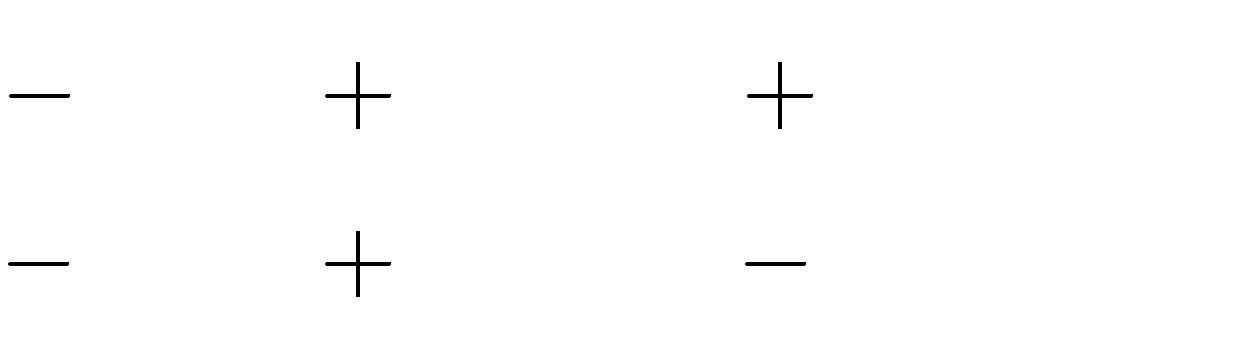 − + +
− + −